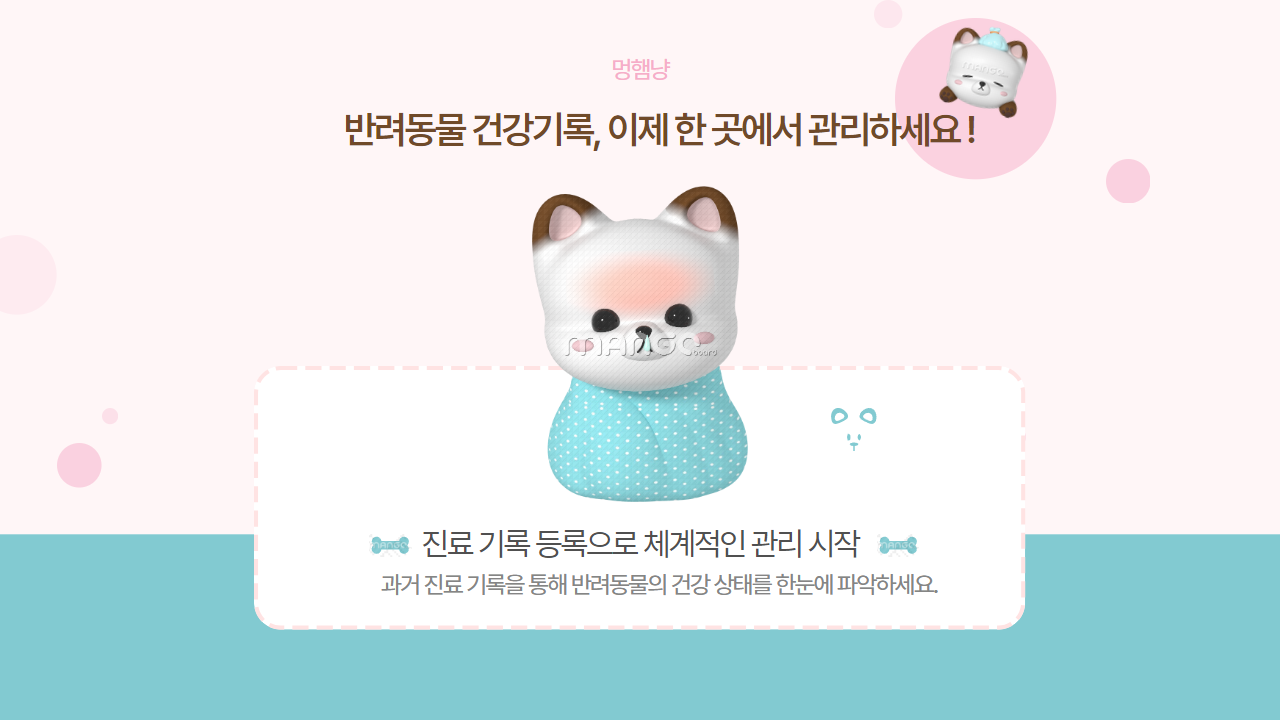 멍햄냥
반려동물 건강기록, 이제 한 곳에서 관리하세요!
MANGO
MANGOboard
진료 기록 등록으로 체계적인 관리 시작
과거 진료 기록을 통해 반려동물의 건강 상태를 한눈에 파악하세요.